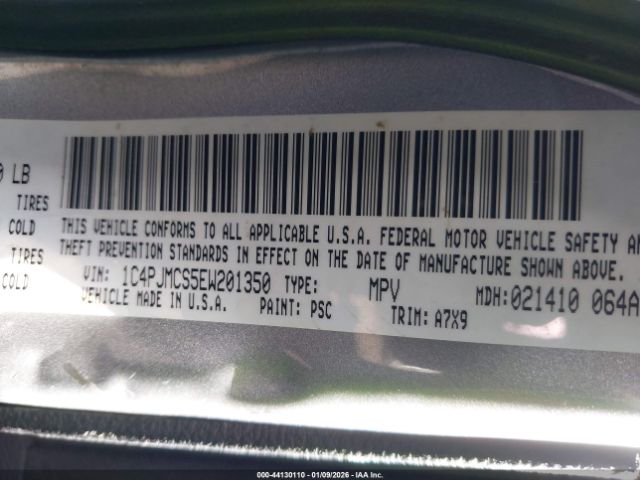 0 LB
TIRES
COLD
TIRES
COLD
THIS VEHICLE CONFORMS TO ALL APPLICABLE U.S.A. FEDERAL MOTOR VEHICLE SAFETY AN
THEFT PREVENTION STANDARDS IN EFFECT ON THE DATE OF MANUFACTURE SHOWN ABOVE.
VIN: 1C4PJMCS5EW201350 TYPE: MPV MDH:021410 064A
VEHICLE MADE IN U.S.A. PAINT: PSC TRIM: A7X9
000-44130110 - 01/09/2026 - IAA Inc.